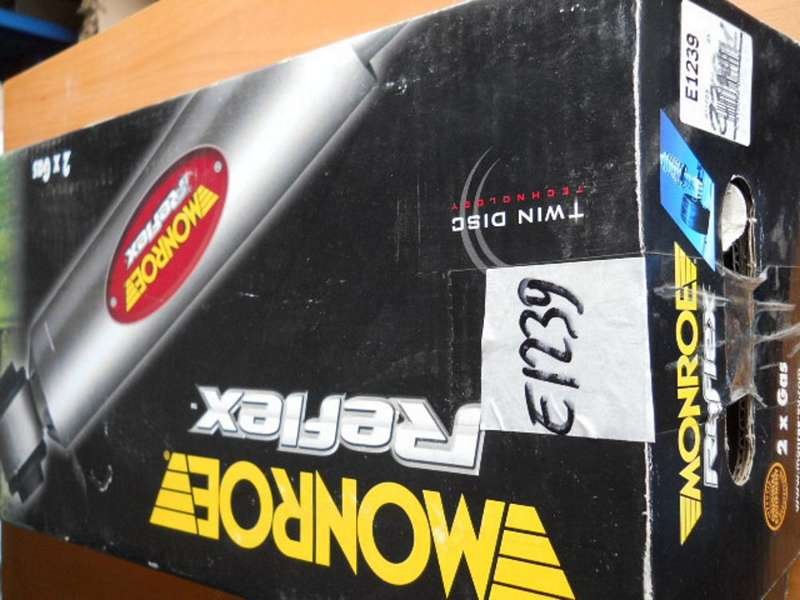 MONROE
Reflex
TWIN DISC
TECHNOLOGY
2 x Gas
MONROE
Reflex
E1239
E1239
MONROE
Reflex
2 x Gas